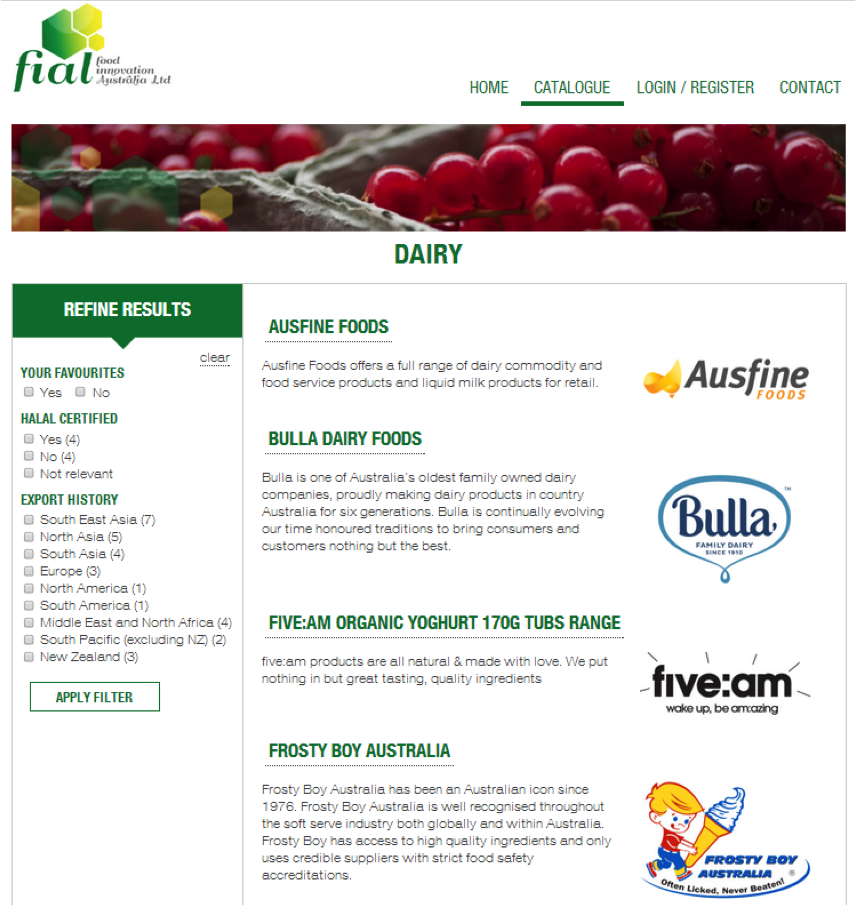 fial food
innovation
Australia Ltd
HOME CATALOGUE LOGIN / REGISTER CONTACT
DAIRY
REFINE RESULTS
clear
YOUR FAVOURITES
Yes No
HALAL CERTIFIED
Yes (4)
No (4)
Not relevant
EXPORT HISTORY
South East Asia (7)
North Asia (5)
South Asia (4)
Europe (3)
North America (1)
South America (1)
Middle East and North Africa (4)
South Pacific (excluding NZ) (2)
New Zealand (3)
APPLY FILTER
AUSFINE FOODS
Ausfine Foods offers a full range of dairy commodity and
food service products and liquid milk products for retail.
Ausfine
FOODS
BULLA DAIRY FOODS
Bulla is one of Australia's oldest family owned dairy
companies, proudly making dairy products in country
Australia for six generations. Bulla is continually evolving
our time honoured traditions to bring consumers and
customers nothing but the best.
Bulla ™
FAMILY DAIRY
SINCE 1910
FIVE:AM ORGANIC YOGHURT 170G TUBS RANGE
five:am products are all natural & made with love. We put
nothing in but great tasting, quality ingredients
five:am
wake up, be am:azing
FROSTY BOY AUSTRALIA
Frosty Boy Australia has been an Australian icon since
1976. Frosty Boy Australia is well recognised throughout
the soft serve industry both globally and within Australia.
Frosty Boy has access to high quality ingredients and only
uses credible suppliers with strict food safety
accreditations.
FROSTY BOY
AUSTRALIA ®
Often Licked, Never Beaten!